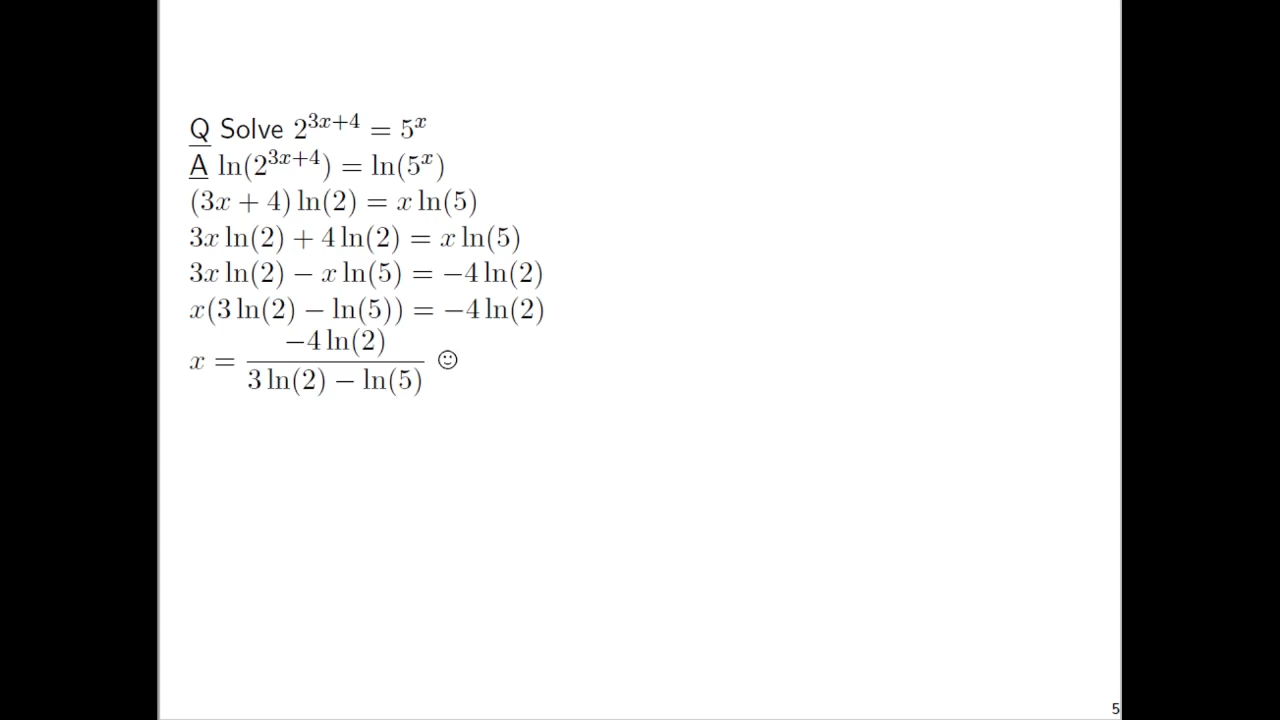 Q Solve 2^{3x+4} = 5^x
A ln(2^{3x+4}) = ln(5^x)
(3x + 4) ln(2) = x ln(5)
3x ln(2) + 4 ln(2) = x ln(5)
3x ln(2) − x ln(5) = −4 ln(2)
x(3 ln(2) − ln(5)) = −4 ln(2)
x = \frac{−4 ln(2)}{3 ln(2) − ln(5)} ☺
5